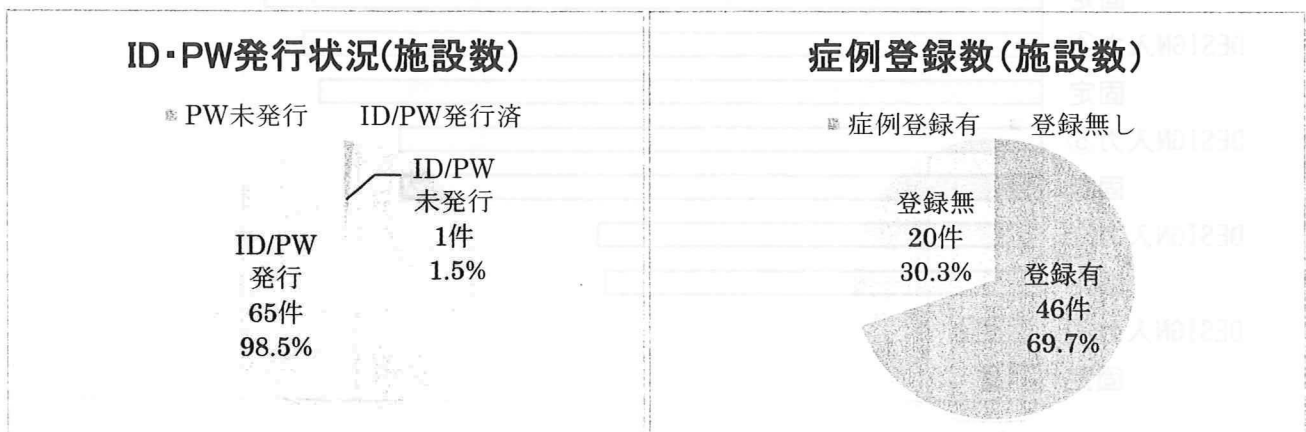 ID・PW発行状況(施設数)
PW未発行 ID/PW発行済
ID/PW
未発行
1件
1.5%
ID/PW
発行
65件
98.5%
症例登録数(施設数)
症例登録有 登録無し
登録無
20件
30.3%
登録有
46件
69.7%